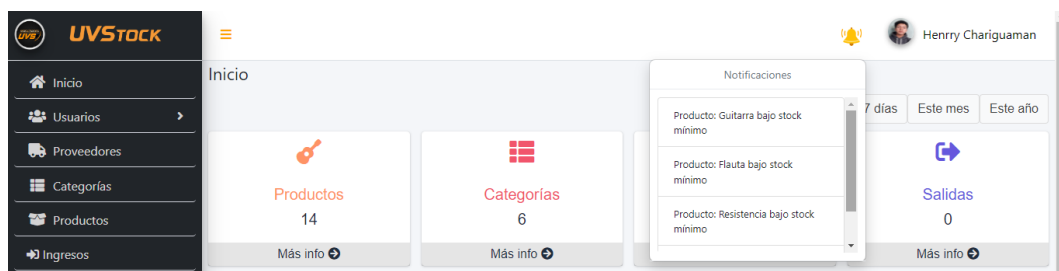 UVS
UVSTOCK
Henrry Chariguaman
Inicio
Usuarios
Proveedores
Categorías
Productos
Ingresos
Inicio
7 días
Este mes
Este año
Productos
14
Más info
Categorías
6
Más info
Notificaciones
Producto: Guitarra bajo stock
mínimo
Producto: Flauta bajo stock
mínimo
Producto: Resistencia bajo stock
mínimo
Salidas
0
Más info